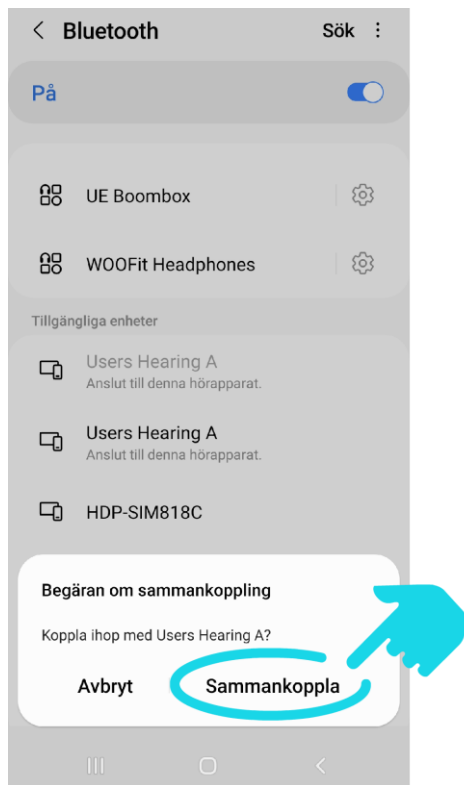 Bluetooth Sök
På
UE Boombox
WOOFit Headphones
Tillgängliga enheter
Users Hearing A
Anslut till denna hörapparat.
Users Hearing A
Anslut till denna hörapparat.
HDP-SIM818C
Begäran om sammankoppling
Koppla ihop med Users Hearing A?
Avbryt Sammankoppla